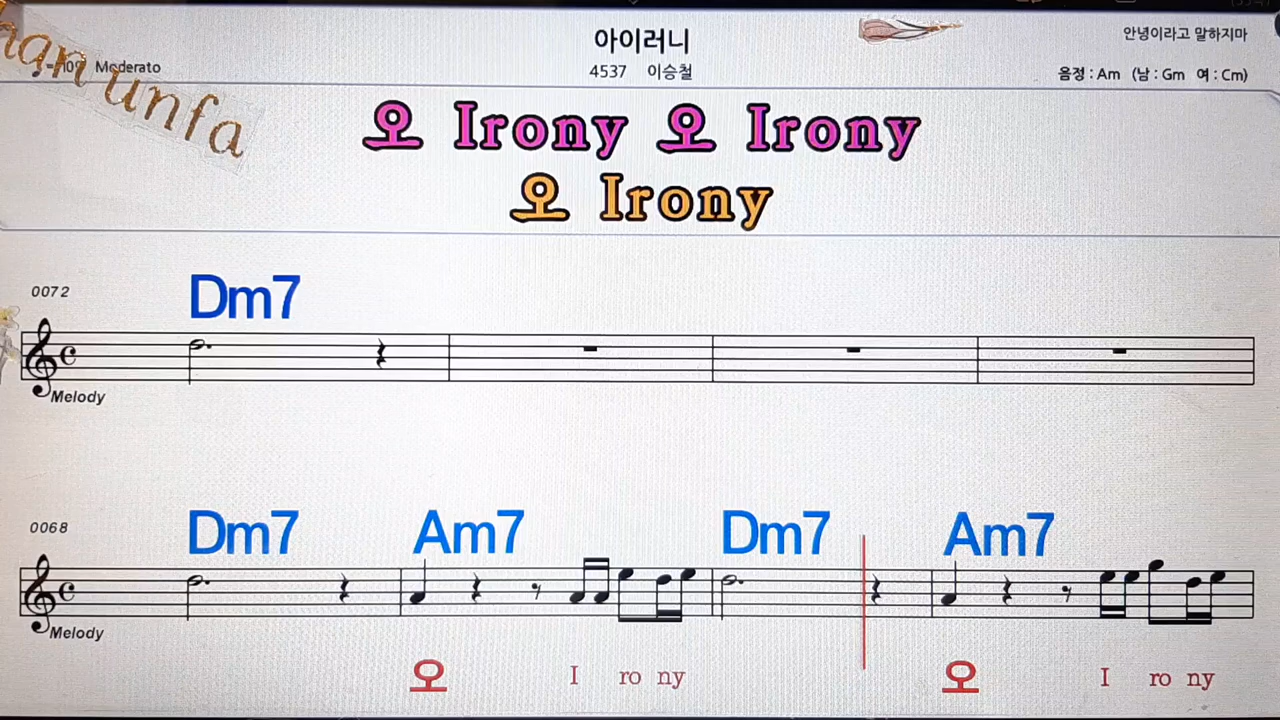 아이러니
안녕이라고 말하지마
Moderato
4537 이승철
음정 : Am (남 : Gm 여 : Cm)
han unfa
오 Irony 오 Irony
오 Irony
0072
Dm7
Melody
0068
Dm7 Am7 Dm7 Am7
Melody
오 I ro ny 오 I ro ny